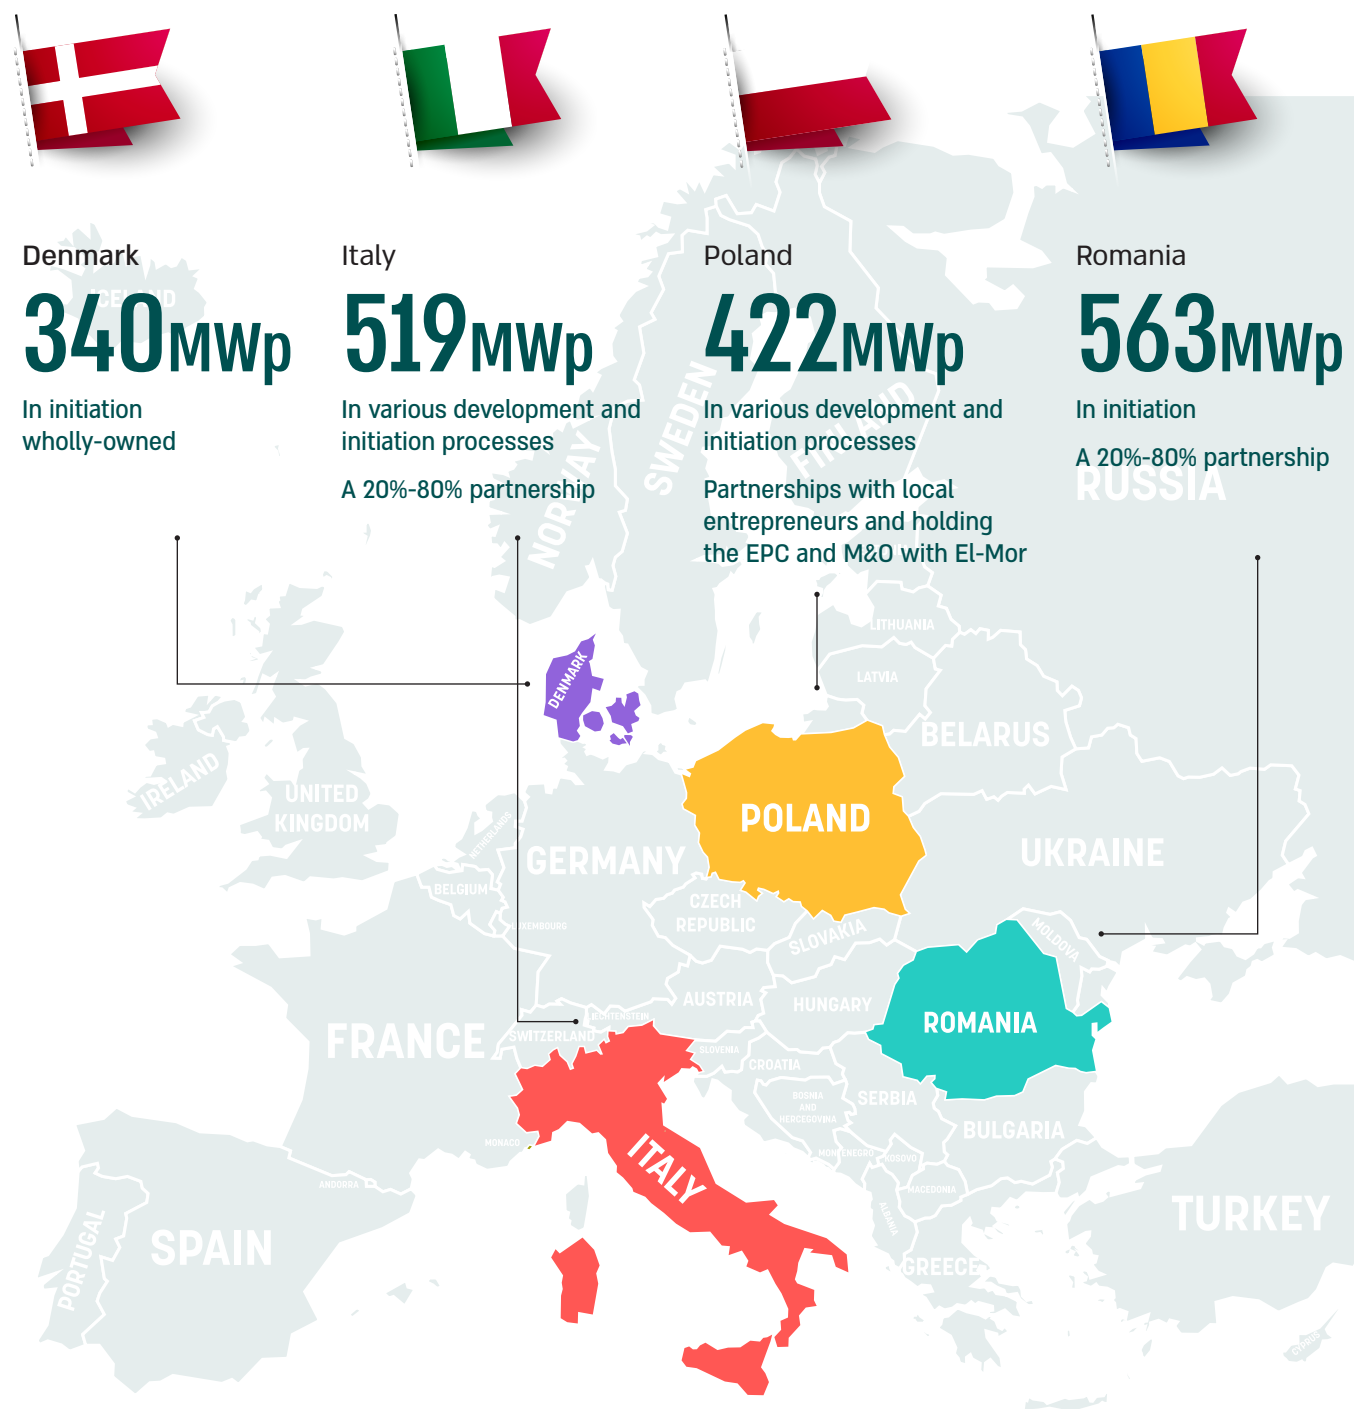 Denmark
340MWp
In initiation
wholly-owned
Italy
519MWp
In various development and
initiation processes
A 20%-80% partnership
Poland
422MWp
In various development and
initiation processes
Partnerships with local
entrepreneurs and holding
the EPC and M&O with El-Mor
Romania
563MWp
In initiation
A 20%-80% partnership
ICELAND
NORWAY
SWEDEN
FINLAND
RUSSIA
LITHUANIA
LATVIA
DENMARK
BELARUS
IRELAND
UNITED
KINGDOM
NETHERLANDS
POLAND
GERMANY
UKRAINE
BELGIUM
LUXEMBOURG
CZECH
REPUBLIC
SLOVAKIA
MOLDOVA
AUSTRIA
HUNGARY
LIECHTENSTEIN
SWITZERLAND
FRANCE
ROMANIA
SLOVENIA
CROATIA
BOSNIA
AND
HERCEGOVINA
SERBIA
BULGARIA
MONACO
ITALY
MONTENEGRO
KOSOVO
ANDORRA
MACEDONIA
ALBANIA
PORTUGAL
SPAIN
TURKEY
GREECE
CYPRUS